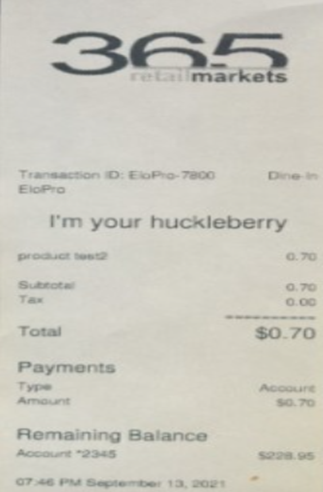 365
retailmarkets
Transaction ID: EloPro-7800 Dine-In
EloPro
I'm your huckleberry
product test2 0.70
Subtotal 0.70
Tax 0.00
Total $0.70
Payments
Type Account
Amount $0.70
Remaining Balance
Account *2345 $228.95
07:46 PM September 13, 2021